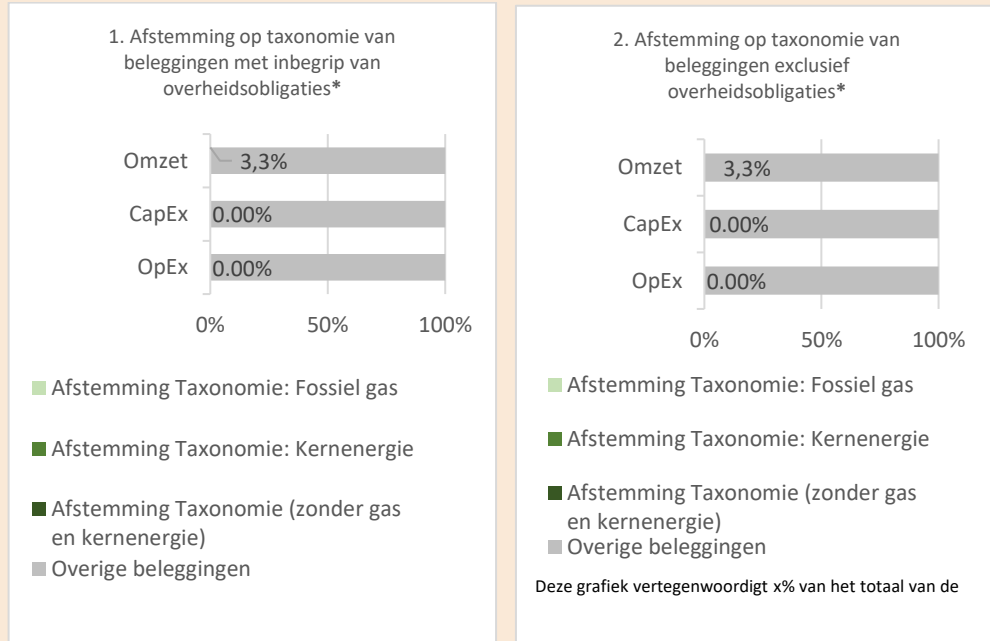 1. Afstemming op taxonomie van
beleggingen met inbegrip van
overheidsobligaties*
Omzet
3,3%
CapEx
0.00%
OpEx
0.00%
0%
50%
100%
Afstemming Taxonomie: Fossiel gas
Afstemming Taxonomie: Kernenergie
Afstemming Taxonomie (zonder gas
en kernenergie)
Overige beleggingen
2. Afstemming op taxonomie van
beleggingen exclusief
overheidsobligaties*
Omzet
3,3%
CapEx
0.00%
OpEx
0.00%
0%
50%
100%
Afstemming Taxonomie: Fossiel gas
Afstemming Taxonomie: Kernenergie
Afstemming Taxonomie (zonder gas
en kernenergie)
Overige beleggingen
Deze grafiek vertegenwoordigt x% van het totaal van de